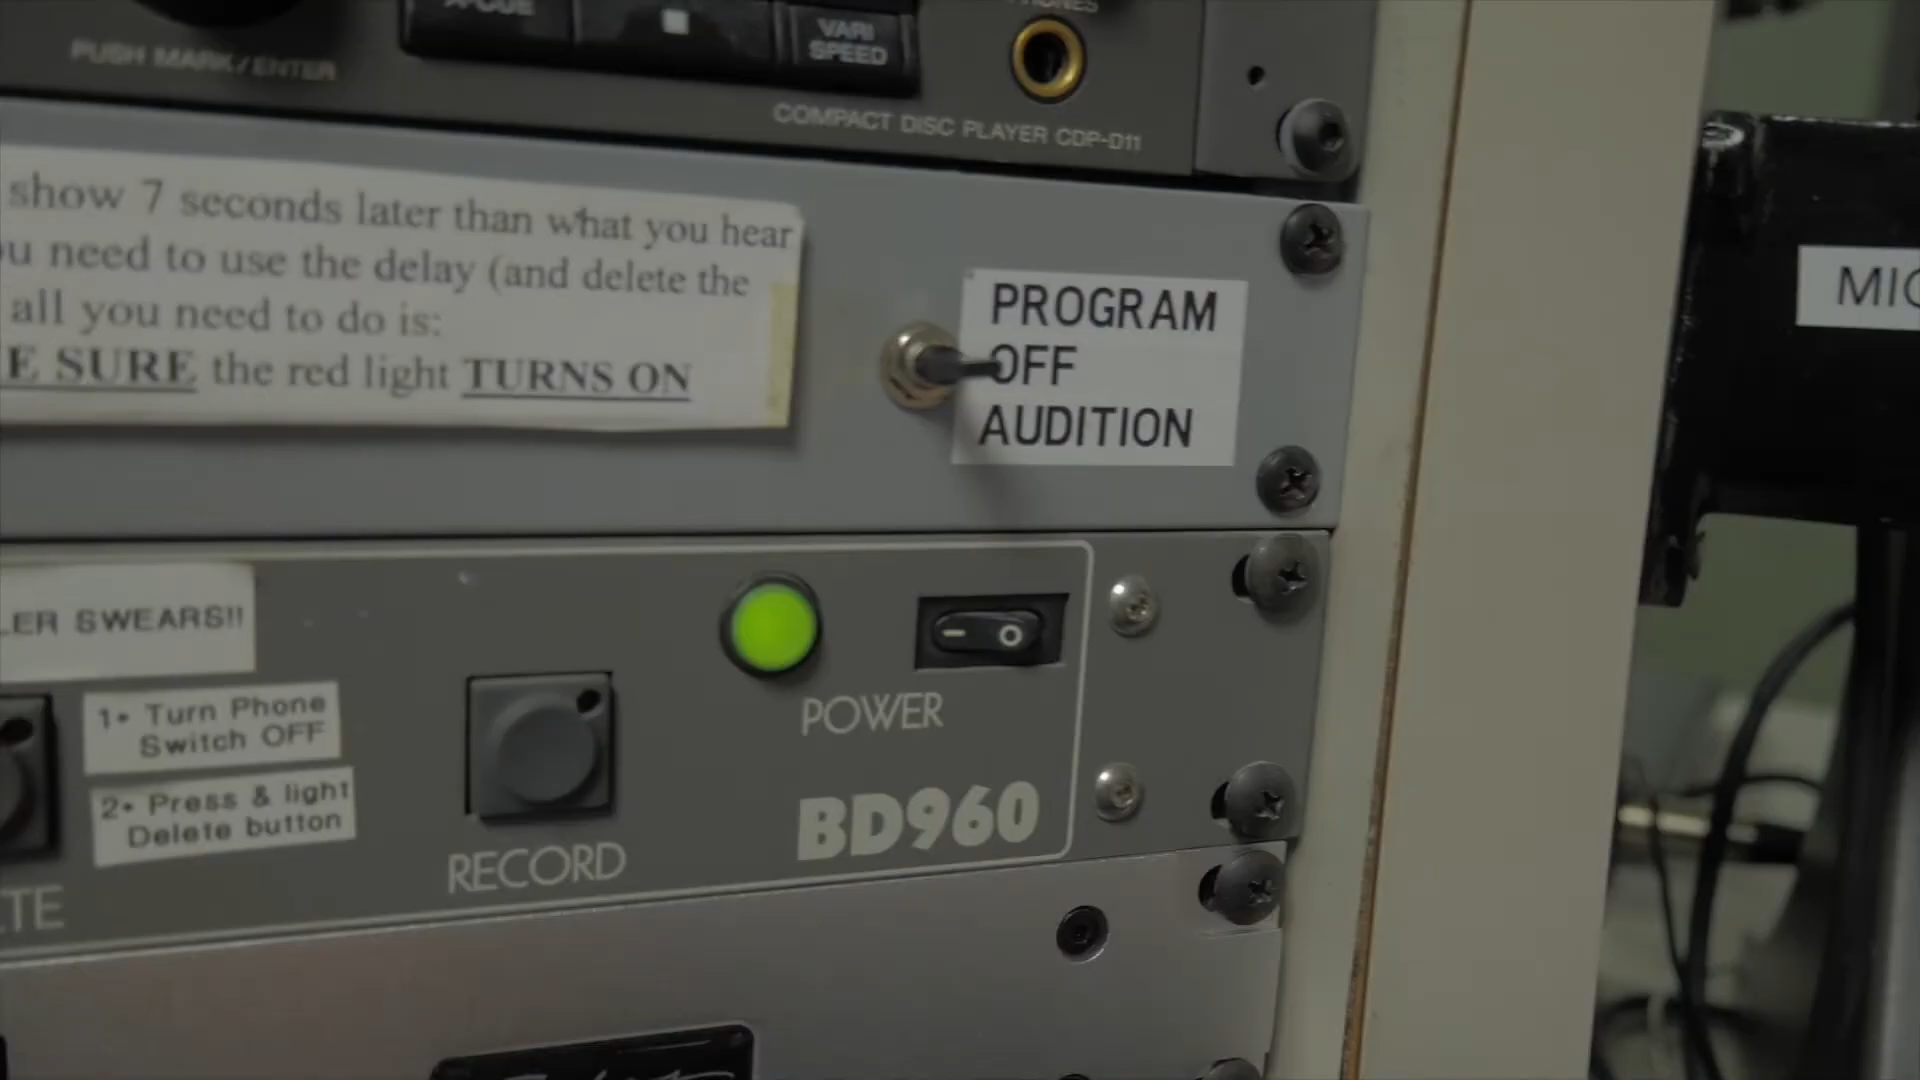 PUSH MARK/ENTER
VARI
SPEED
COMPACT DISC PLAYER CDP-D11
show 7 seconds later than what you hear
need to use the delay (and delete the
all you need to do is:
SURE the red light TURNS ON
PROGRAM
OFF
AUDITION
MIC
SWEARS!!
1• Turn Phone
Switch OFF
2• Press & light
Delete button
RECORD
POWER
BD960